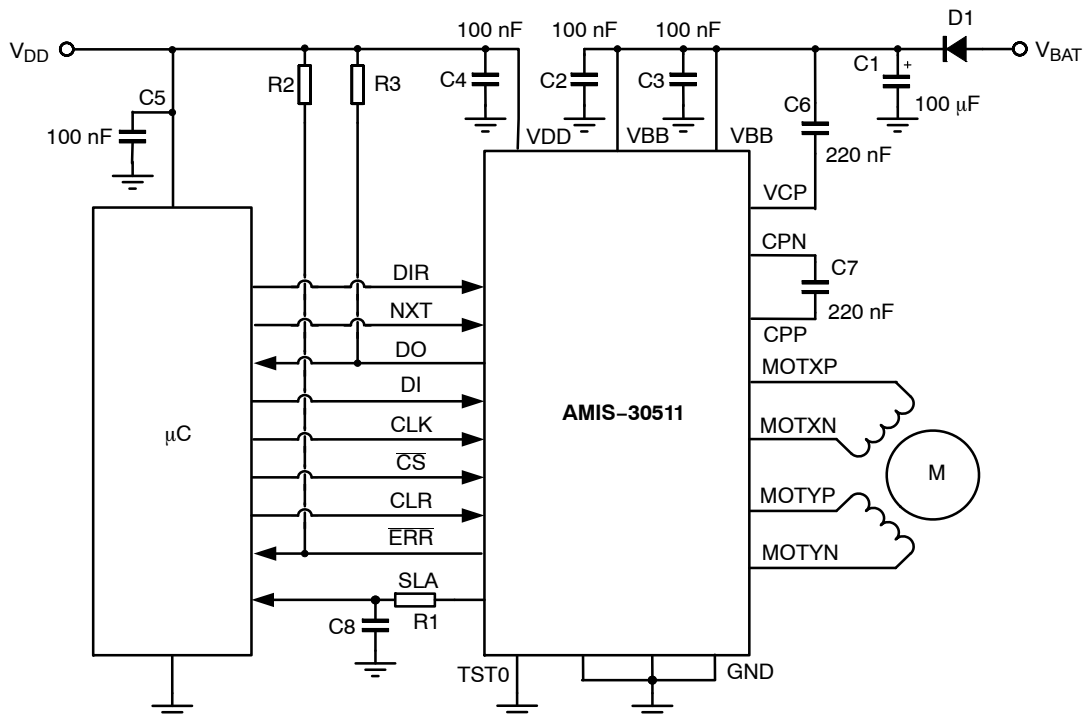 100 nF
100 nF
100 nF
D1
VDD
VBAT
C5
R2
R3
C4
C2
C3
C1
+
100 nF
C6
100 μF
VDD
VBB
VBB
220 nF
VCP
CPN
DIR
C7
NXT
220 nF
CPP
DO
MOTXP
DI
AMIS−30511
μC
CLK
MOTXN
CS
M
CLR
MOTYP
ERR
MOTYN
SLA
C8
R1
TST0
GND